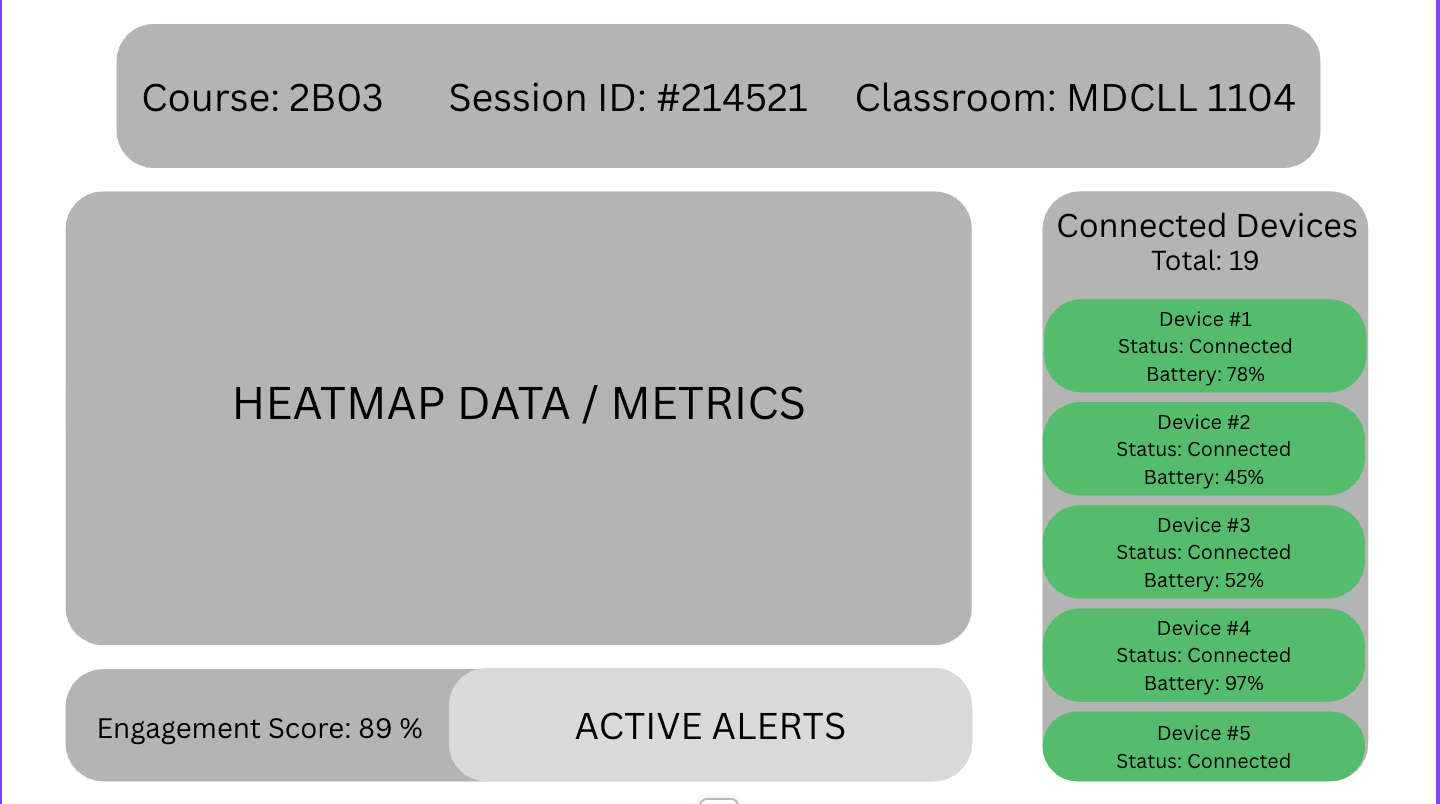 Course: 2B03 Session ID: #214521 Classroom: MDCLL 1104
HEATMAP DATA / METRICS
Engagement Score: 89 %
ACTIVE ALERTS
Connected Devices
Total: 19
Device #1
Status: Connected
Battery: 78%
Device #2
Status: Connected
Battery: 45%
Device #3
Status: Connected
Battery: 52%
Device #4
Status: Connected
Battery: 97%
Device #5
Status: Connected